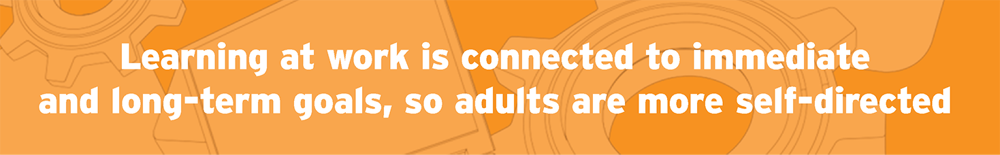 Learning at work is connected to immediate
and long-term goals, so adults are more self-directed